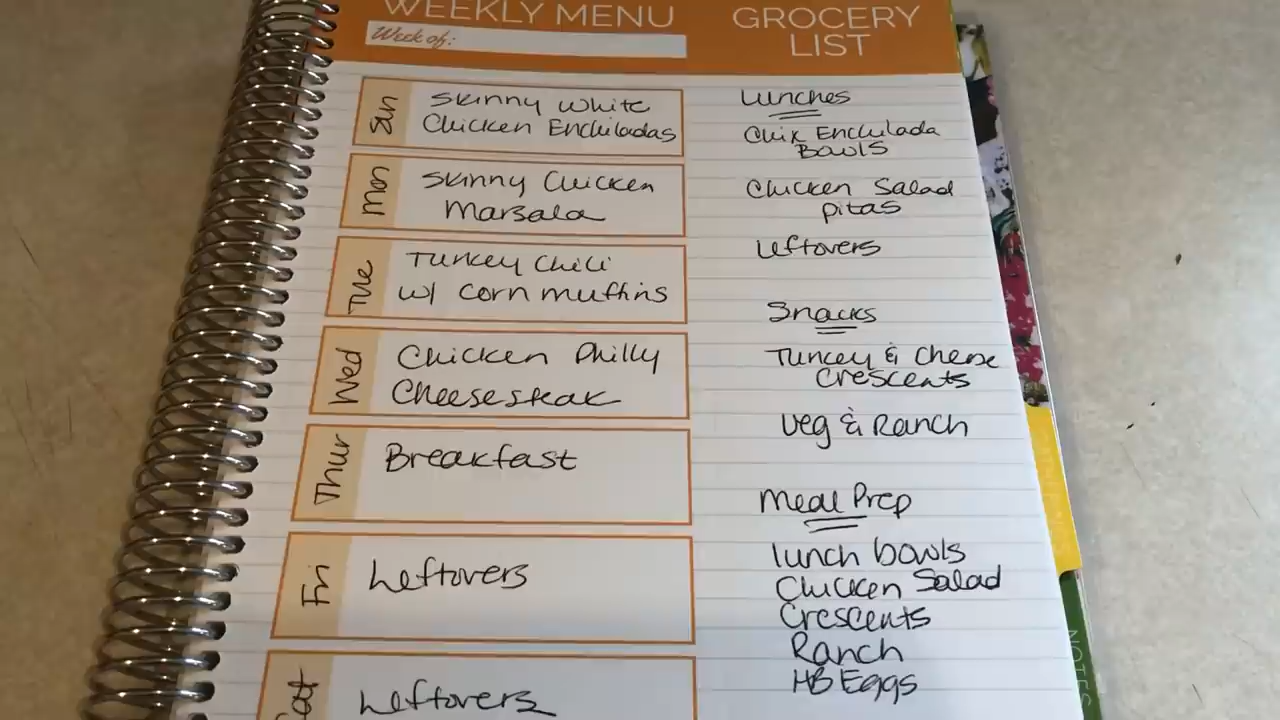 WEEKLY MENU
Week of:
Sun
Skinny White
Chicken Enchiladas
Mon
Skinny Chicken
Marsala
Tue
Turkey Chili
w/ corn muffins
Wed
Chicken Philly
Cheesesteak
Thur
Breakfast
Fri
Leftovers
Sat
Leftovers
GROCERY
LIST
Lunches
Chix Enchilada
Bowls
Chicken Salad
pitas
Leftovers
Snacks
Turkey & Cheese
Crescents
Veg & Ranch
Meal Prep
lunch bowls
Chicken Salad
Crescents
Ranch
HB Eggs
NOTES